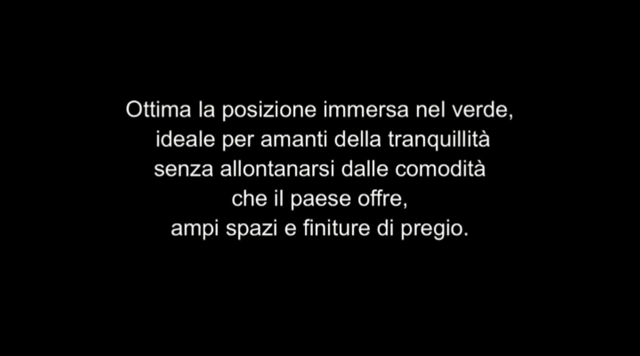 Ottima la posizione immersa nel verde,
ideale per amanti della tranquillità
senza allontanarsi dalle comodità
che il paese offre,
ampi spazi e finiture di pregio.